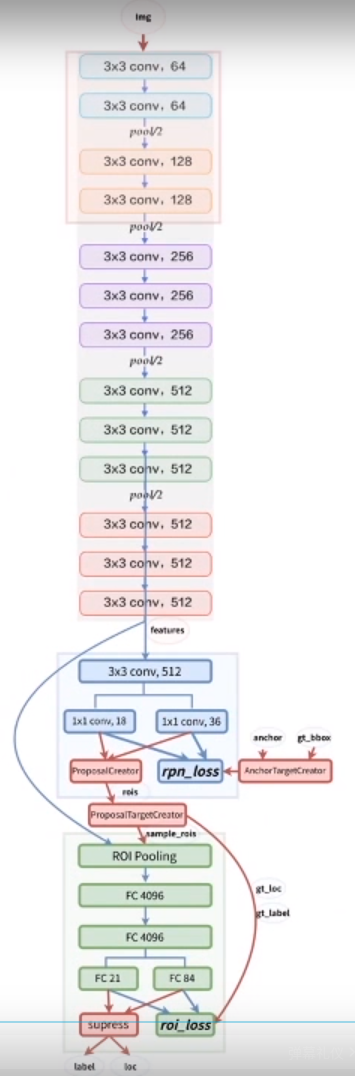 img
3x3 conv, 64
3x3 conv, 64
pool/2
3x3 conv, 128
3x3 conv, 128
pool/2
3x3 conv, 256
3x3 conv, 256
3x3 conv, 256
pool/2
3x3 conv, 512
3x3 conv, 512
3x3 conv, 512
pool/2
3x3 conv, 512
3x3 conv, 512
3x3 conv, 512
features
3x3 conv, 512
1x1 conv, 18
1x1 conv, 36
anchor
gt_bbox
ProposalCreator
rpn_loss
AnchorTargetCreator
rois
ProposalTargetCreator
sample_rois
ROI Pooling
FC 4096
gt_loc
gt_label
FC 4096
FC 21
FC 84
supress
roi_loss
label
loc